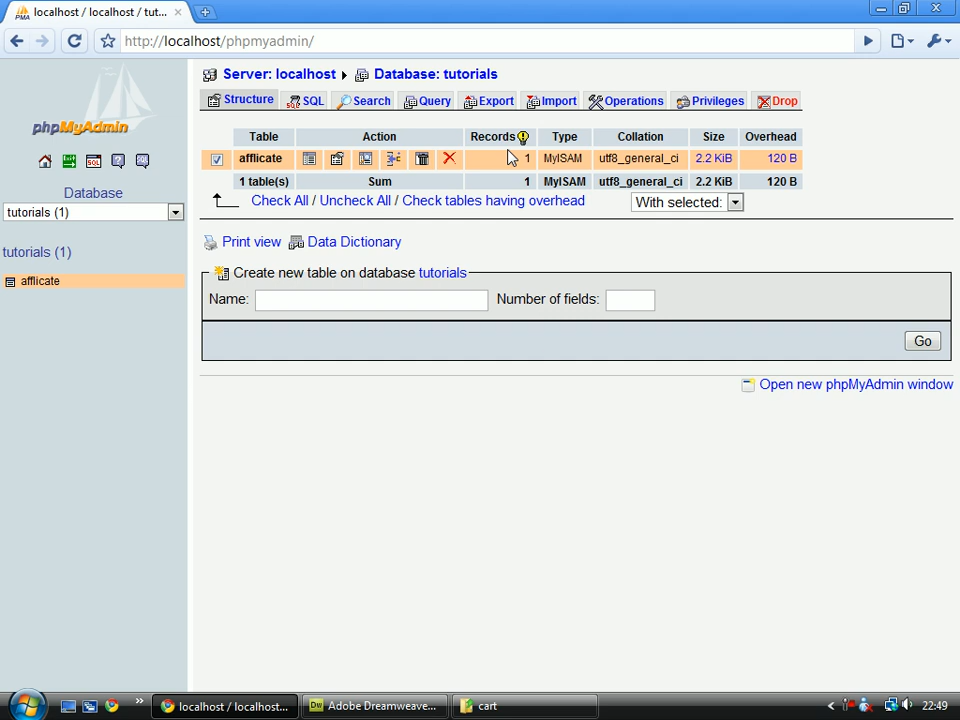 PMA localhost / localhost / tut...
http://localhost/phpmyadmin/
phpMyAdmin
SQL
Database
tutorials (1)
tutorials (1)
afflicate
Server: localhost Database: tutorials
Structure SQL Search Query Export Import Operations Privileges Drop
Table Action Records Type Collation Size Overhead
afflicate 1 MyISAM utf8_general_ci 2.2 KiB 120 B
1 table(s) Sum 1 MyISAM utf8_general_ci 2.2 KiB 120 B
Check All / Uncheck All / Check tables having overhead With selected:
Print view Data Dictionary
Create new table on database tutorials
Name: Number of fields:
Go
Open new phpMyAdmin window
localhost / localhost... Dw Adobe Dreamweave... cart 22:49